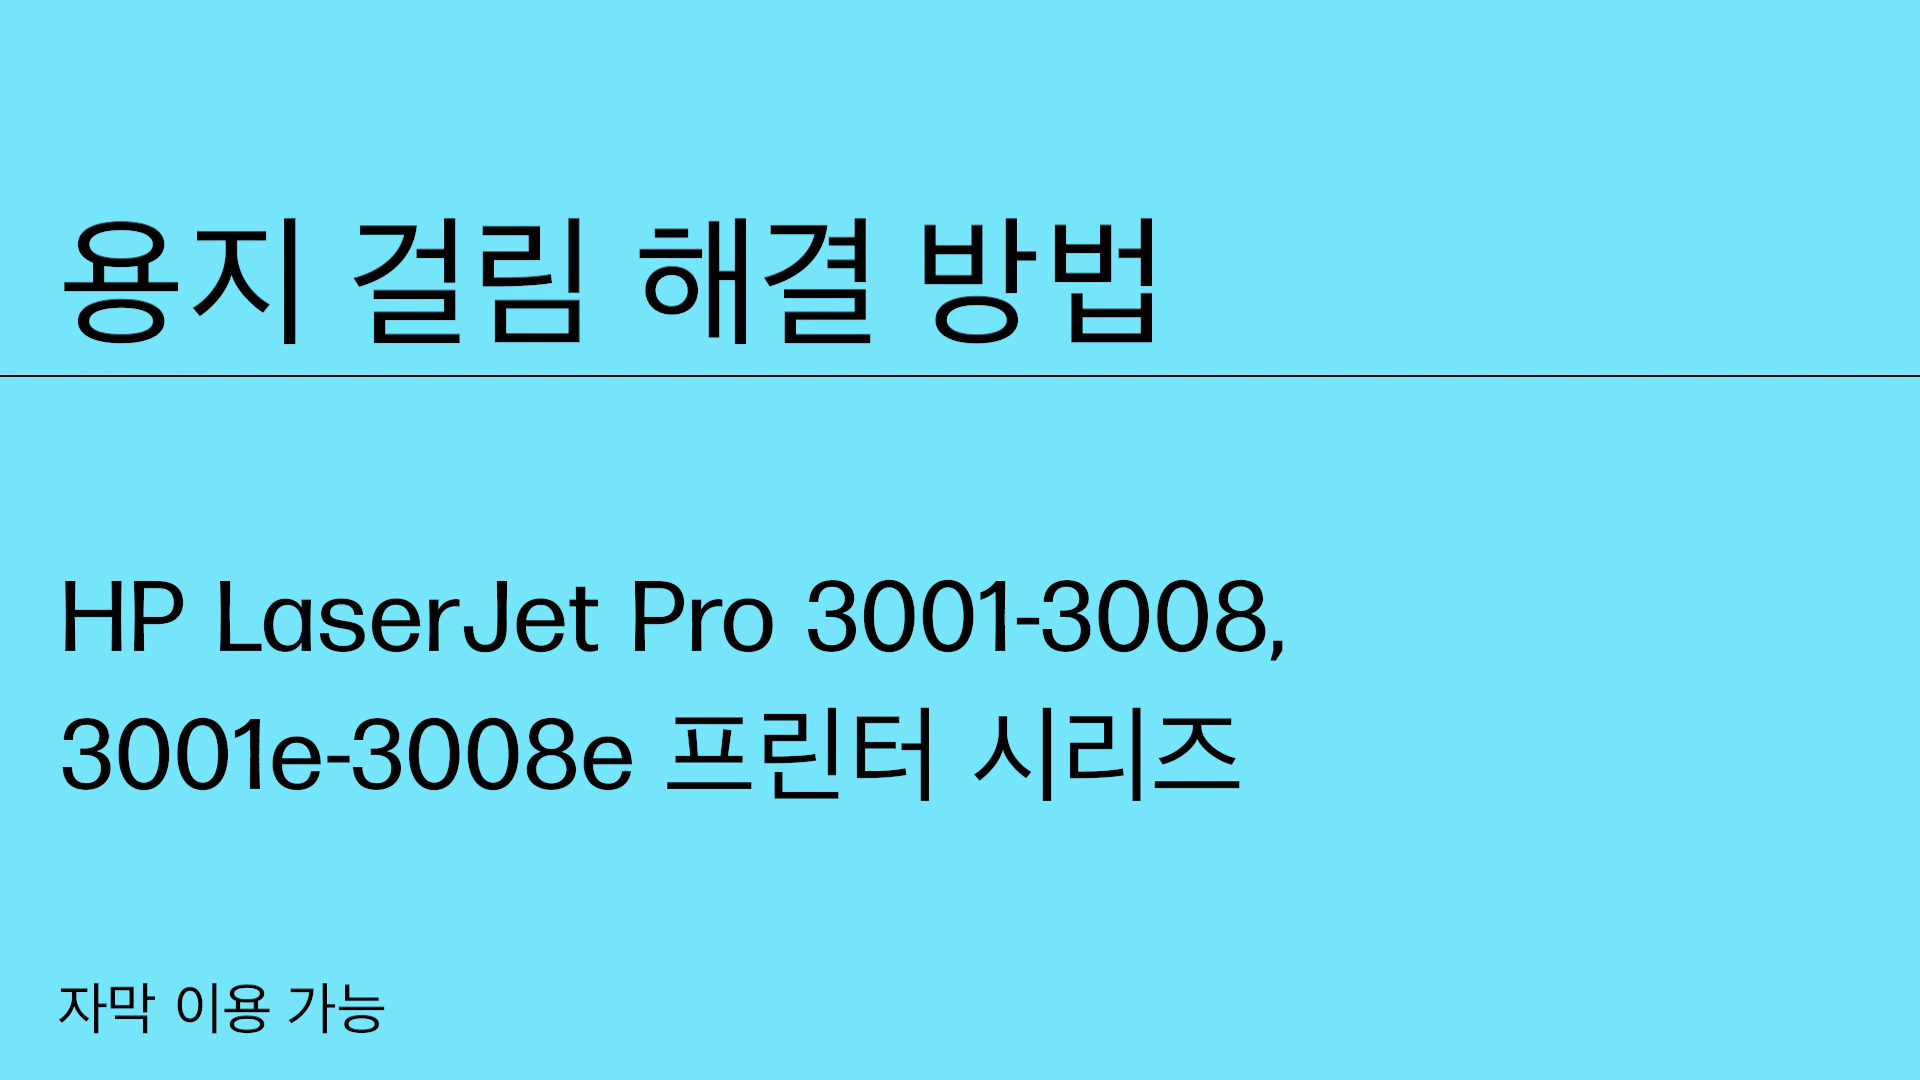 용지 걸림 해결 방법
HP LaserJet Pro 3001-3008,
3001e-3008e 프린터 시리즈
자막 이용 가능